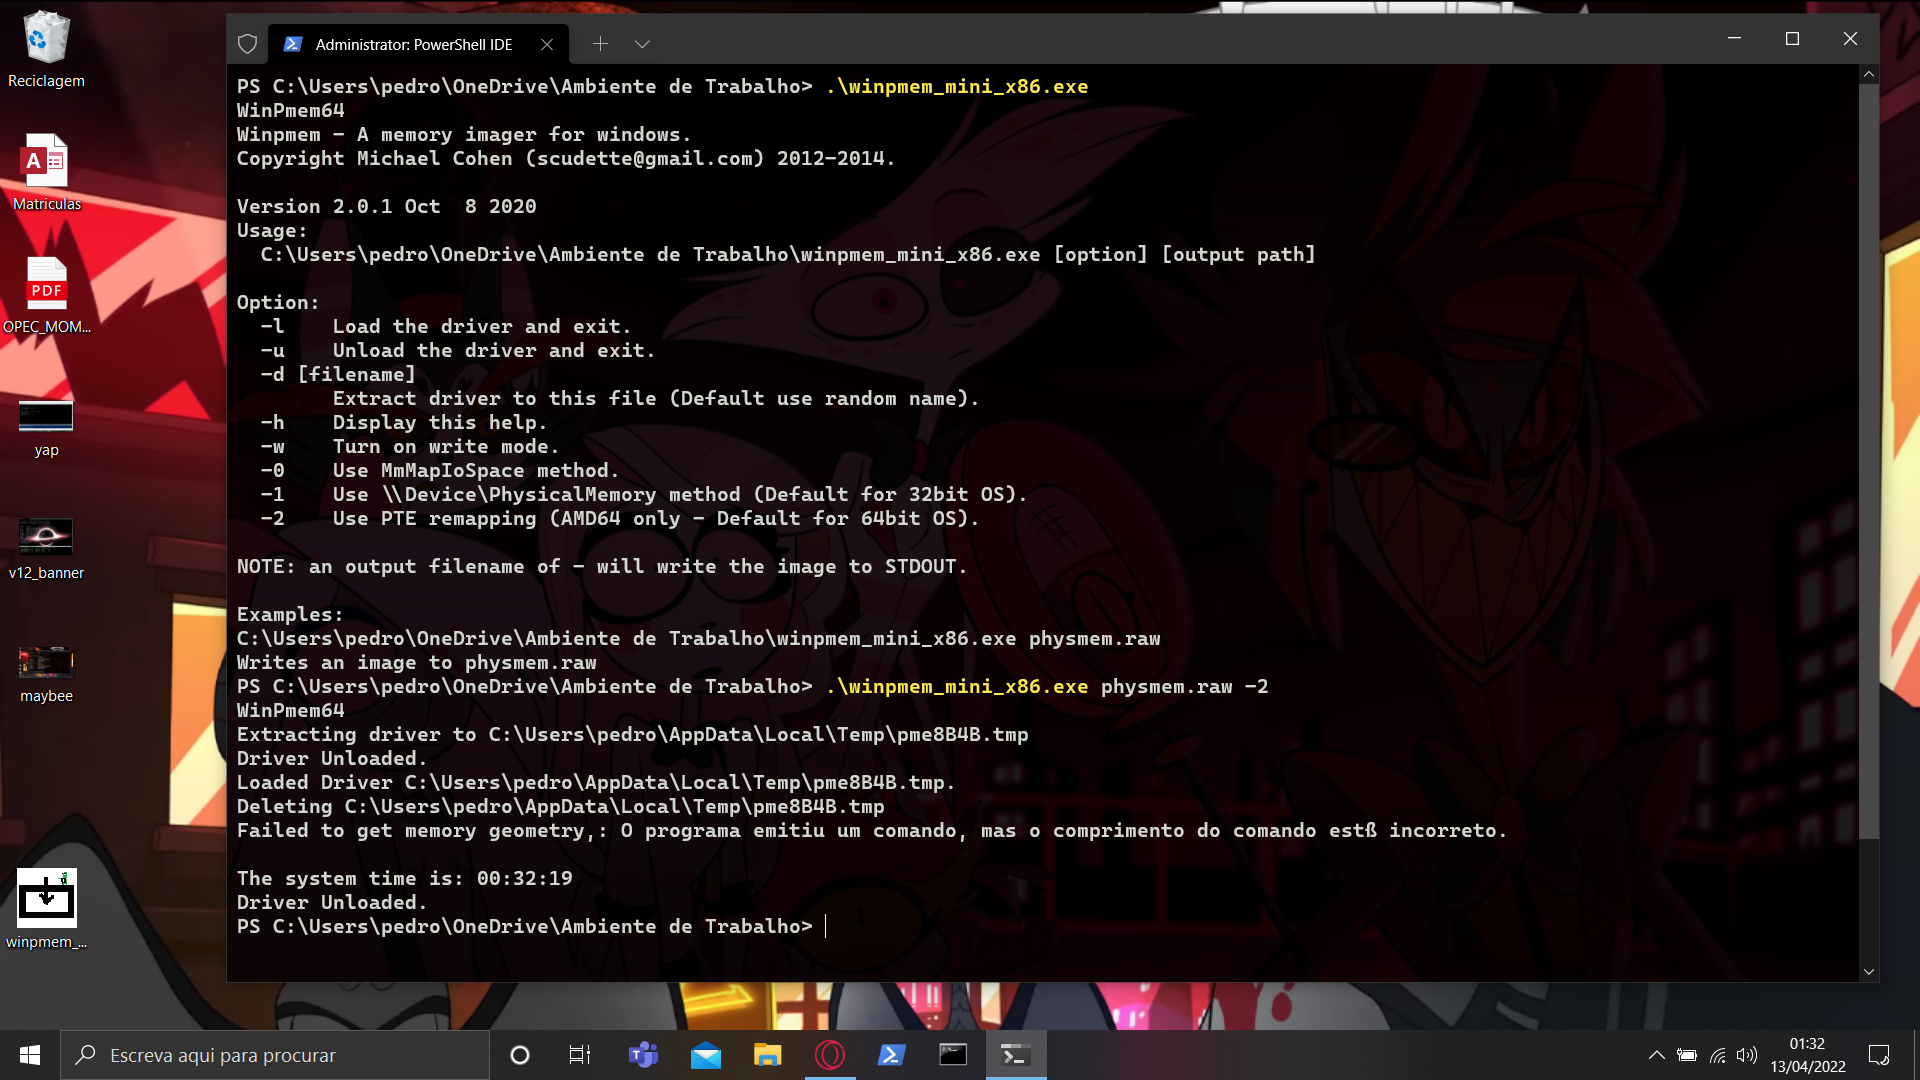 Reciclagem
Matriculas
PDF
OPEC_MOM...
yap
v12_banner
maybee
winpmem_...
Administrator: PowerShell IDE
PS C:\Users\pedro\OneDrive\Ambiente de Trabalho> .\winpmem_mini_x86.exe
WinPmem64
Winpmem - A memory imager for windows.
Copyright Michael Cohen (scudette@gmail.com) 2012-2014.
Version 2.0.1 Oct  8 2020
Usage:
  C:\Users\pedro\OneDrive\Ambiente de Trabalho\winpmem_mini_x86.exe [option] [output path]
Option:
  -l    Load the driver and exit.
  -u    Unload the driver and exit.
  -d [filename]
        Extract driver to this file (Default use random name).
  -h    Display this help.
  -w    Turn on write mode.
  -0    Use MmMapIoSpace method.
  -1    Use \\Device\PhysicalMemory method (Default for 32bit OS).
  -2    Use PTE remapping (AMD64 only - Default for 64bit OS).
NOTE: an output filename of - will write the image to STDOUT.
Examples:
C:\Users\pedro\OneDrive\Ambiente de Trabalho\winpmem_mini_x86.exe physmem.raw
Writes an image to physmem.raw
PS C:\Users\pedro\OneDrive\Ambiente de Trabalho> .\winpmem_mini_x86.exe physmem.raw -2
WinPmem64
Extracting driver to C:\Users\pedro\AppData\Local\Temp\pme8B4B.tmp
Driver Unloaded.
Loaded Driver C:\Users\pedro\AppData\Local\Temp\pme8B4B.tmp.
Deleting C:\Users\pedro\AppData\Local\Temp\pme8B4B.tmp
Failed to get memory geometry,: O programa emitiu um comando, mas o comprimento do comando estß incorreto.
The system time is: 00:32:19
Driver Unloaded.
PS C:\Users\pedro\OneDrive\Ambiente de Trabalho>
Escreva aqui para procurar
01:32
13/04/2022